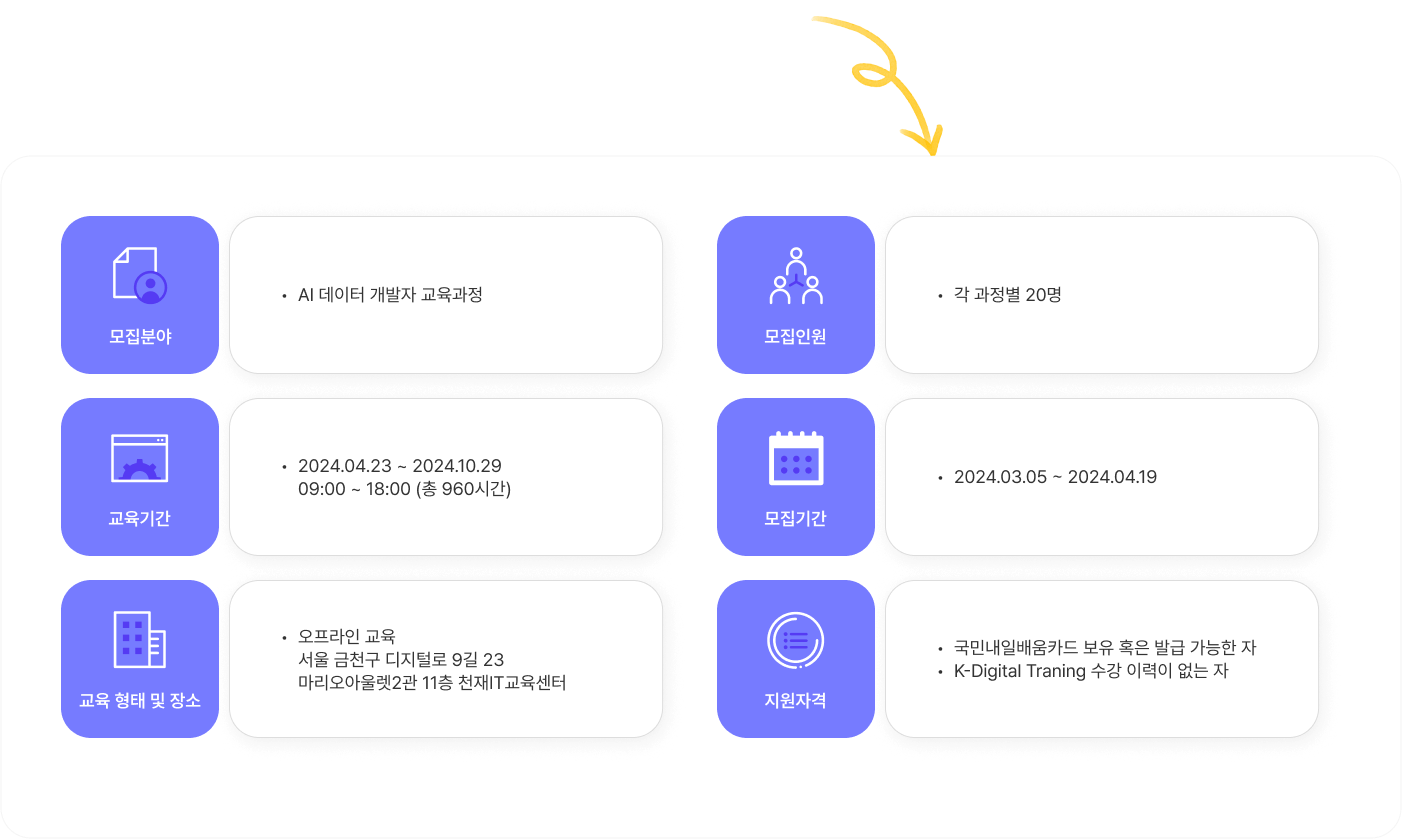 모집분야
• AI 데이터 개발자 교육과정
모집인원
• 각 과정별 20명
교육기간
• 2024.04.23 ~ 2024.10.29
09:00 ~ 18:00 (총 960시간)
모집기간
• 2024.03.05 ~ 2024.04.19
교육 형태 및 장소
• 오프라인 교육
서울 금천구 디지털로 9길 23
마리오아울렛2관 11층 천재IT교육센터
지원자격
• 국민내일배움카드 보유 혹은 발급 가능한 자
• K-Digital Traning 수강 이력이 없는 자